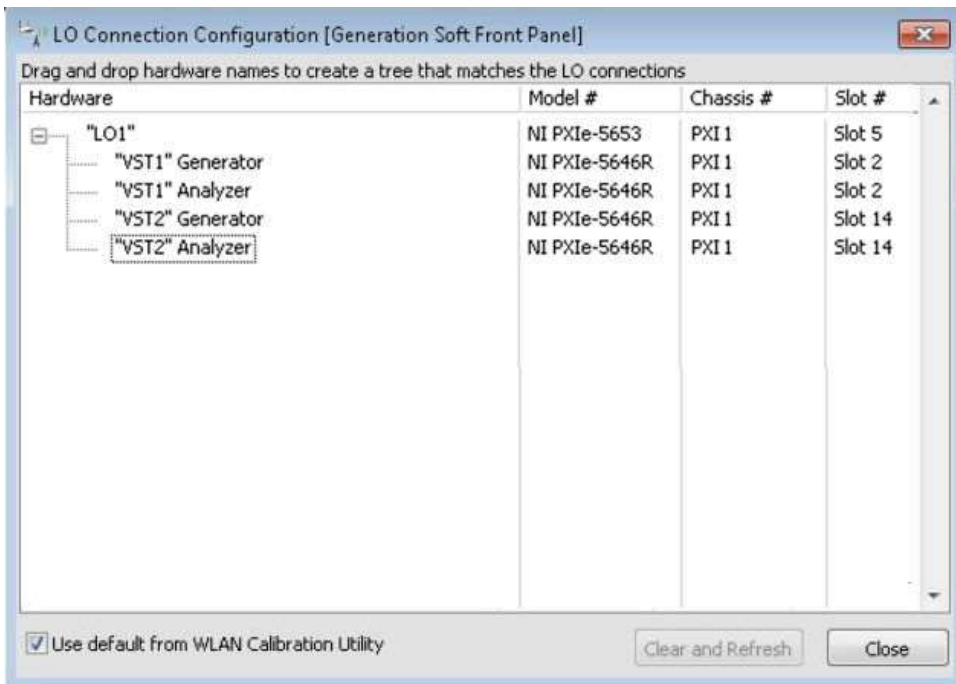 LO Connection Configuration [Generation Soft Front Panel]
Drag and drop hardware names to create a tree that matches the LO connections
Hardware Model # Chassis # Slot #
"LO1" NI PXIe-5653 PXI 1 Slot 5
"VST1" Generator NI PXIe-5646R PXI 1 Slot 2
"VST1" Analyzer NI PXIe-5646R PXI 1 Slot 2
"VST2" Generator NI PXIe-5646R PXI 1 Slot 14
"VST2" Analyzer NI PXIe-5646R PXI 1 Slot 14
Use default from WLAN Calibration Utility Clear and Refresh Close